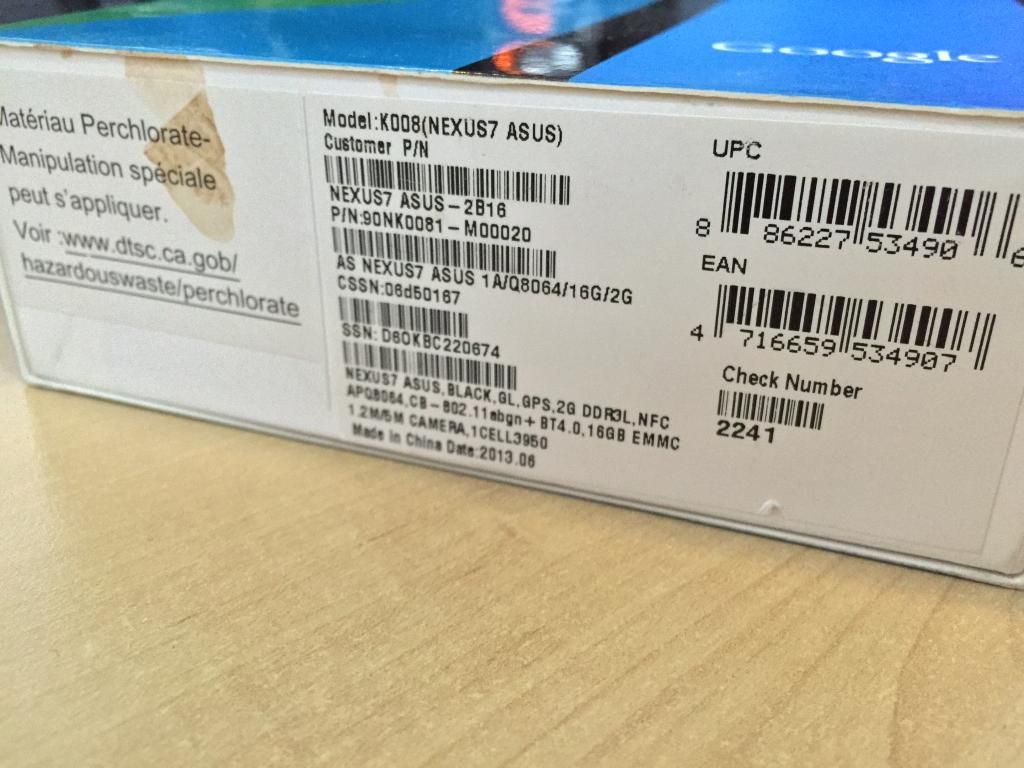 Google
Matériau Perchlorate-
Manipulation spéciale
peut s'appliquer.
Voir :www.dtsc.ca.gob/
hazardouswaste/perchlorate
Model:K008(NEXUS7 ASUS)
Customer P/N
NEXUS7 ASUS-2B16
P/N:90NK0081-M00020
AS NEXUS7 ASUS 1A/Q8064/16G/2G
CSSN:06d50167
SSN: D6OKBC220674
NEXUS7 ASUS,BLACK,GL,GPS,2G DDR3L,NFC
APQ8064,CB-802.11abgn+BT4.0,16GB EMMC
1.2M/5M CAMERA,1CELL3950
Made in China Date:2013.06
UPC
8 86227 53490 6
EAN
4 716659 534907
Check Number
2241